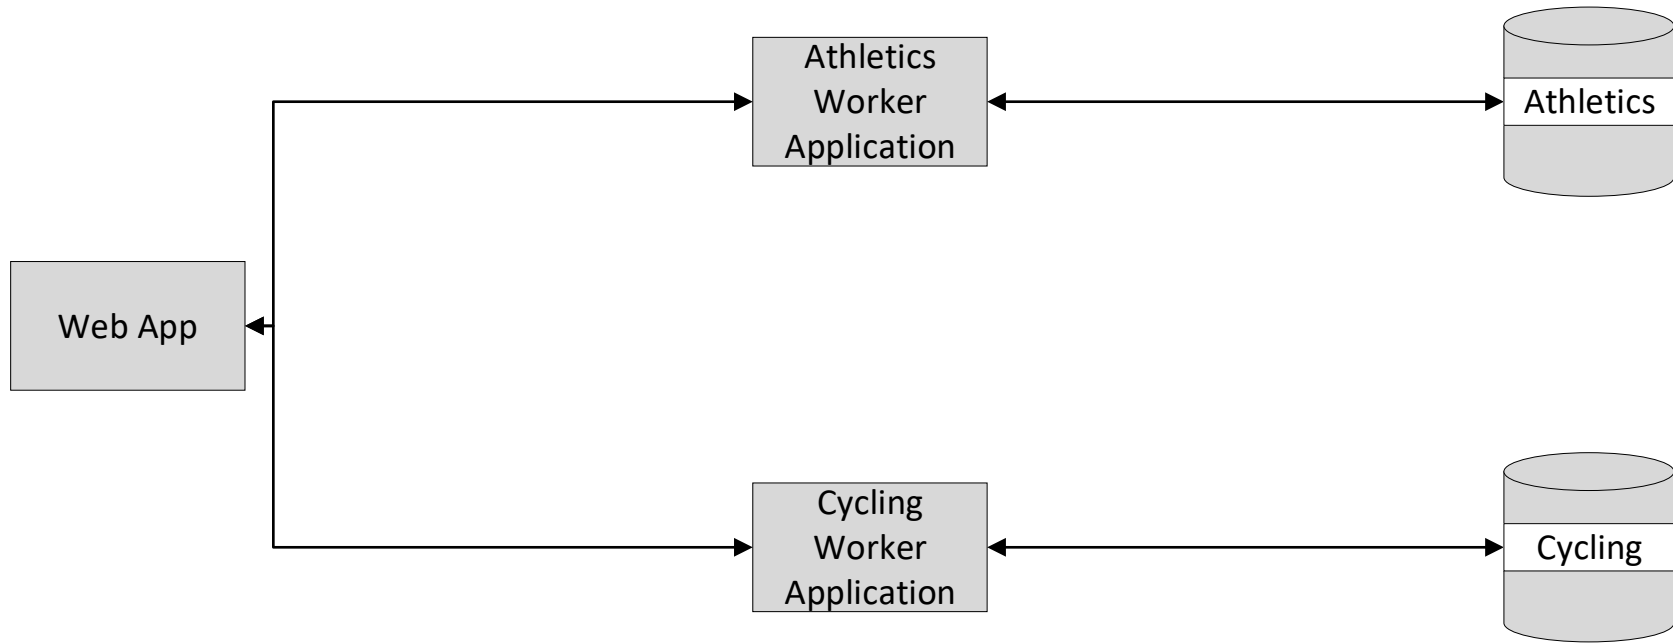 Athletics
Worker
Application
Athletics
Web App
Cycling
Worker
Application
Cycling